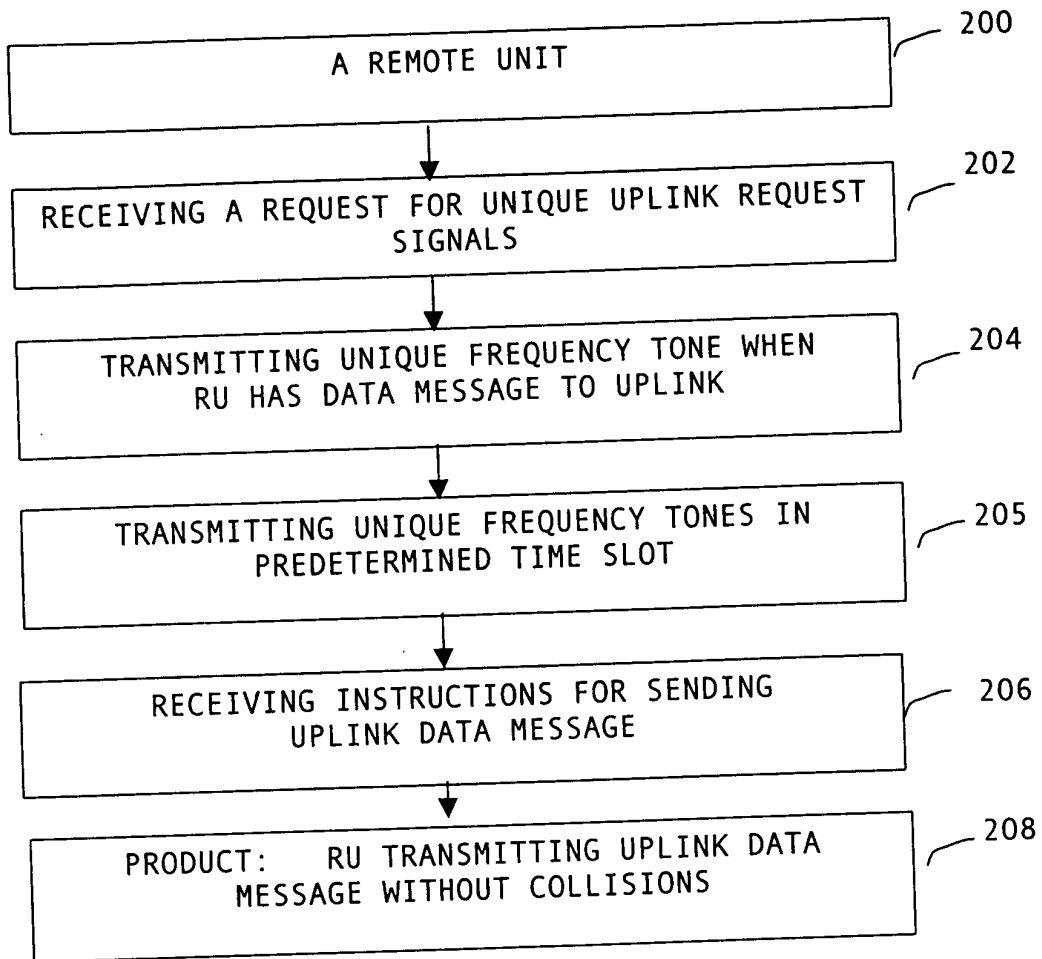 200
A REMOTE UNIT
202
RECEIVING A REQUEST FOR UNIQUE UPLINK REQUEST
SIGNALS
204
TRANSMITTING UNIQUE FREQUENCY TONE WHEN
RU HAS DATA MESSAGE TO UPLINK
205
TRANSMITTING UNIQUE FREQUENCY TONES IN
PREDETERMINED TIME SLOT
206
RECEIVING INSTRUCTIONS FOR SENDING
UPLINK DATA MESSAGE
208
PRODUCT: RU TRANSMITTING UPLINK DATA
MESSAGE WITHOUT COLLISIONS